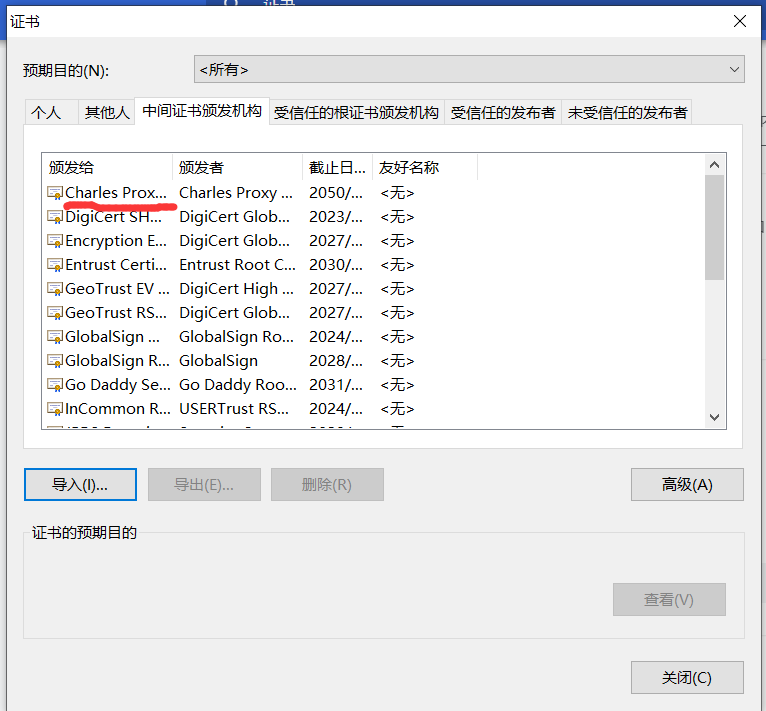 证书
预期目的(N):
<所有>
个人 其他人 中间证书颁发机构 受信任的根证书颁发机构 受信任的发布者 未受信任的发布者
颁发给 颁发者 截止日... 友好名称
Charles Prox... Charles Proxy ... 2050/... <无>
DigiCert SH... DigiCert Glob... 2023/... <无>
Encryption E... DigiCert Glob... 2027/... <无>
Entrust Certi... Entrust Root C... 2030/... <无>
GeoTrust EV ... DigiCert High ... 2027/... <无>
GeoTrust RS... DigiCert Glob... 2027/... <无>
GlobalSign ... GlobalSign Ro... 2024/... <无>
GlobalSign R... GlobalSign 2028/... <无>
Go Daddy Se... Go Daddy Roo... 2031/... <无>
InCommon R... USERTrust RS... 2024/... <无>
导入(I)... 导出(E)... 删除(R) 高级(A)
证书的预期目的
查看(V)
关闭(C)